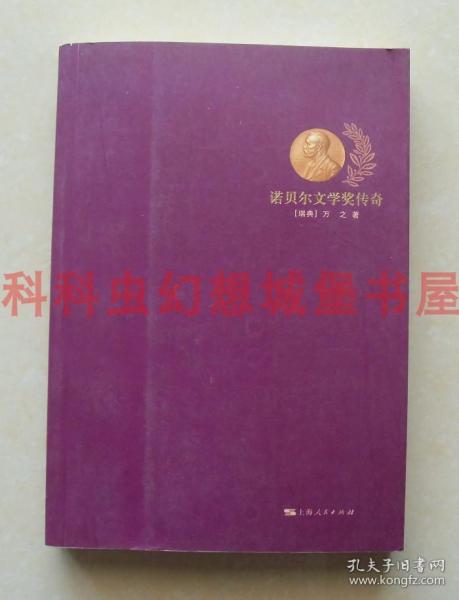 诺贝尔文学奖传奇
[瑞典] 万 之 著
科科虫幻想城堡书屋
上海人民出版社
孔夫子旧书网
www.kongfz.com